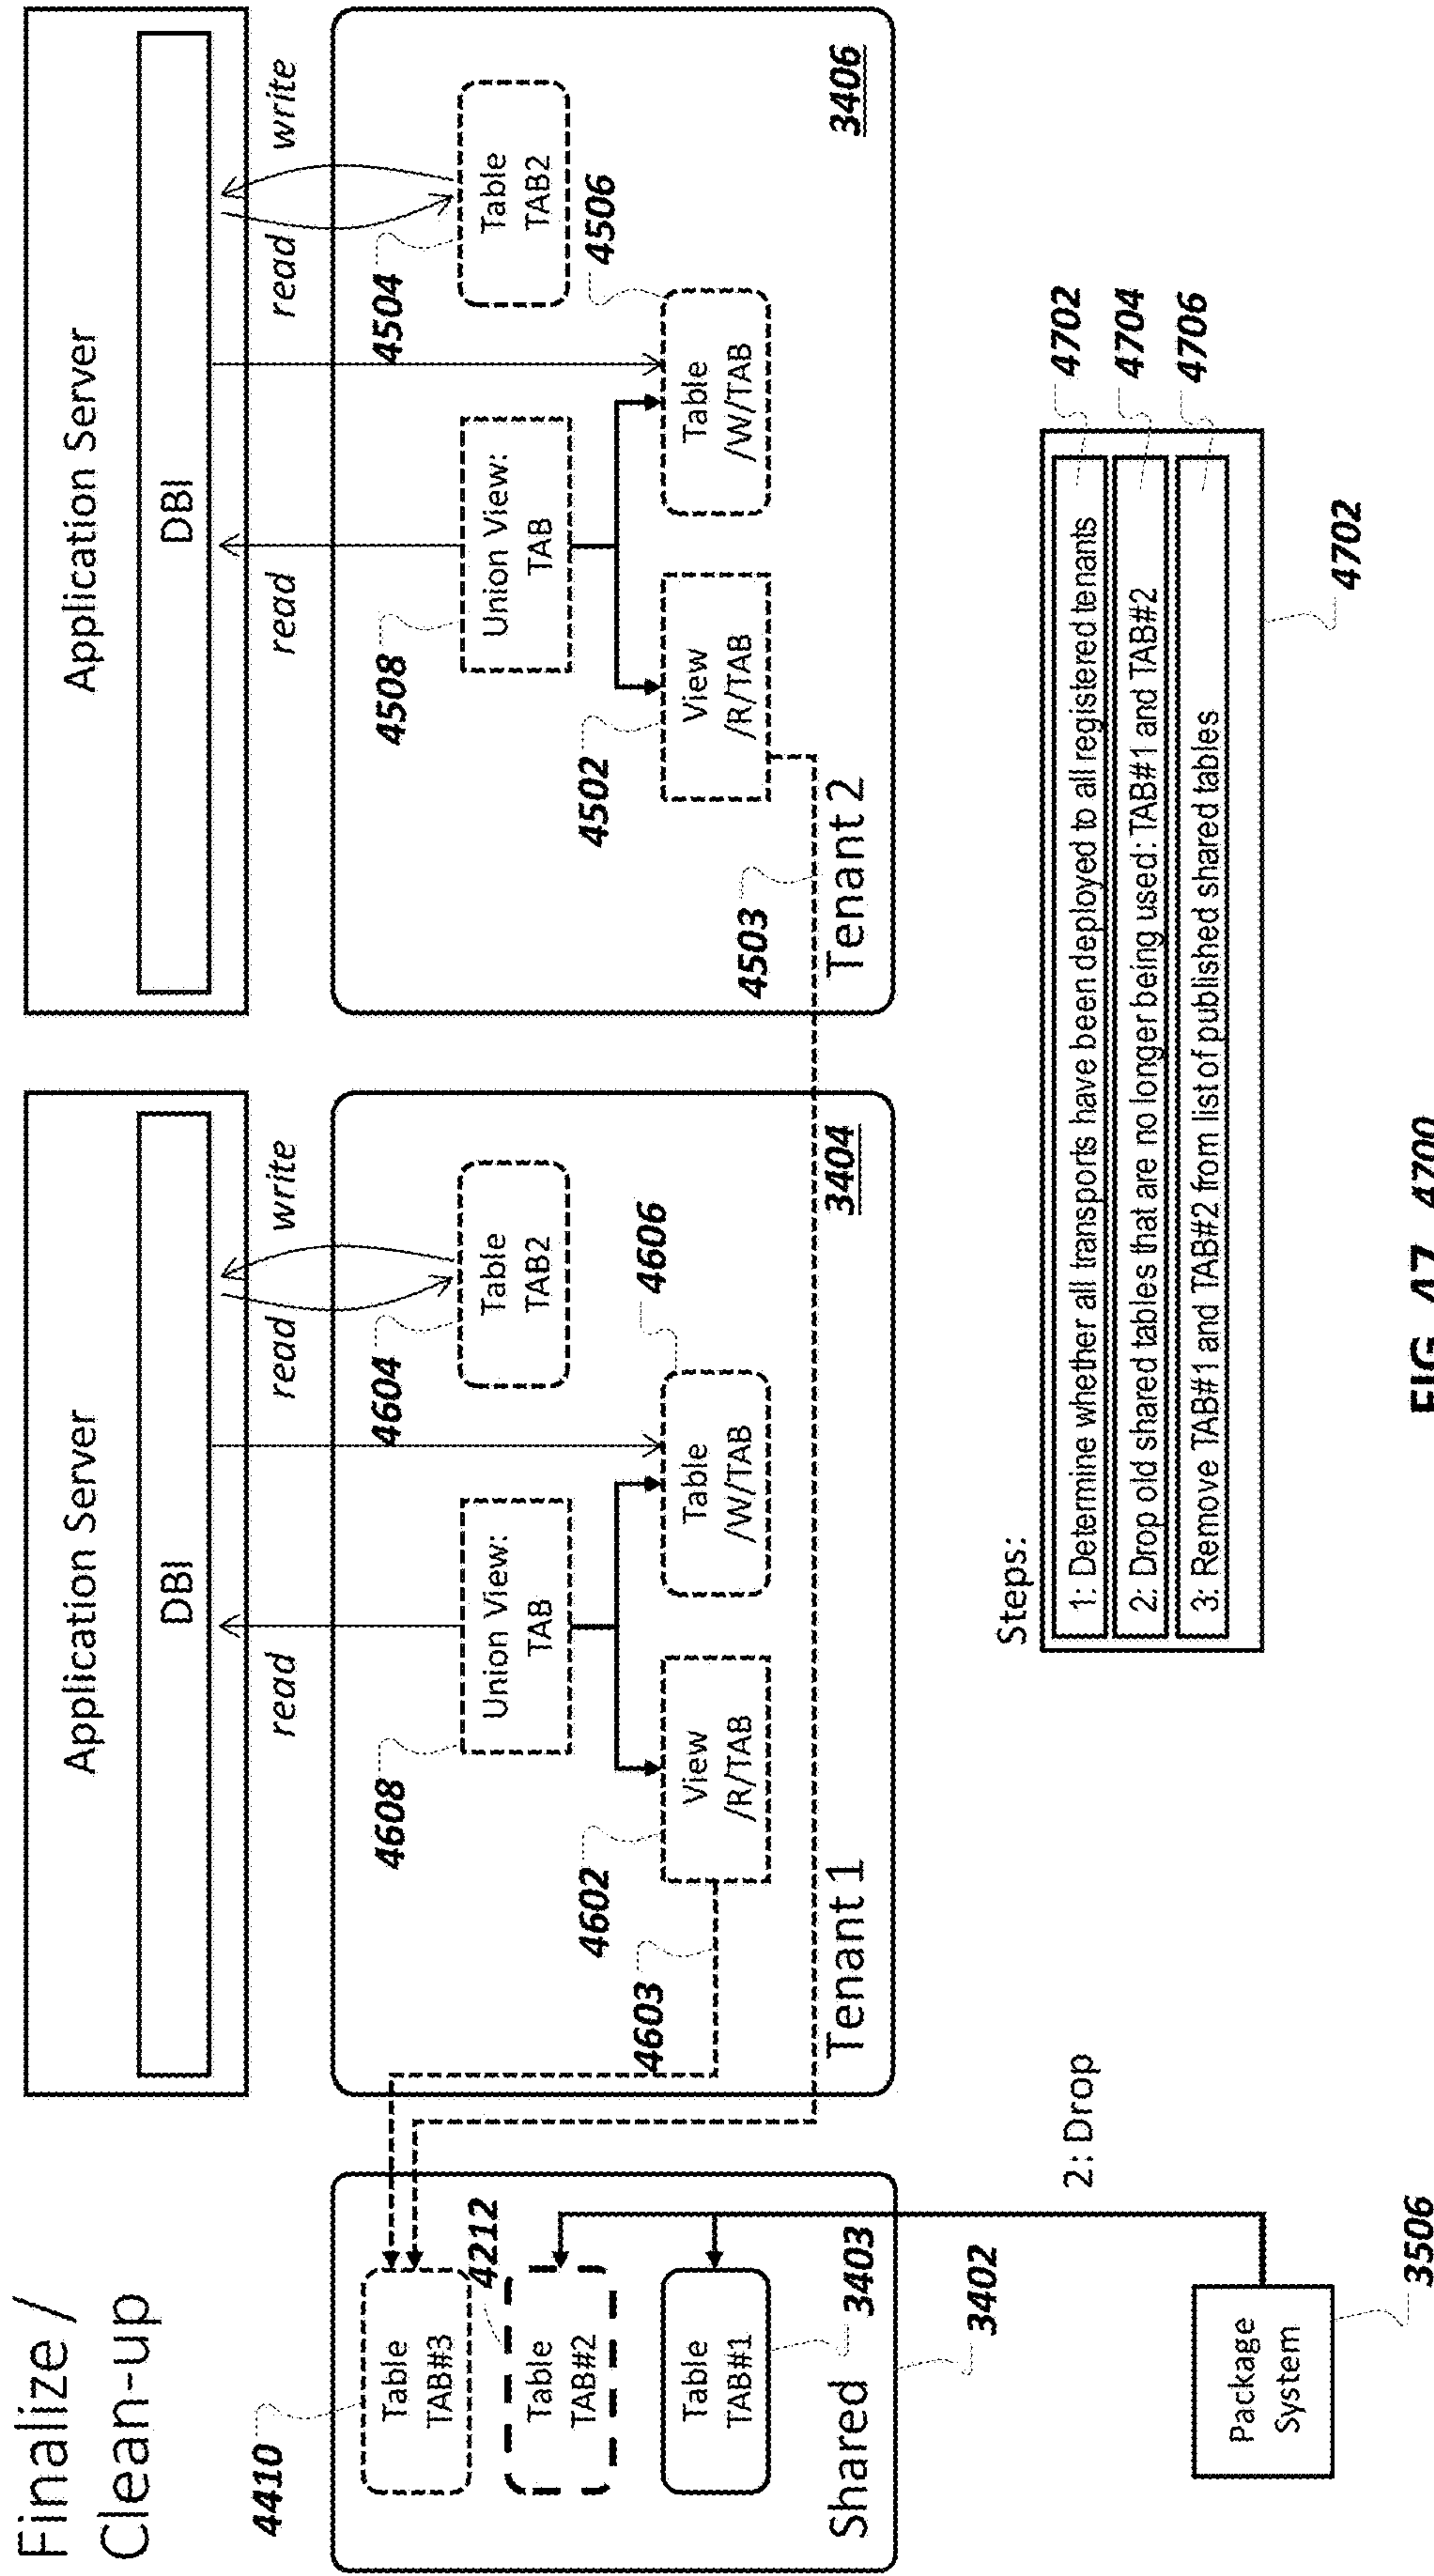 Finalize /
Clean-up
Application Server
DBI
read
read
write
4608
Union View:
TAB
4604
Table
TAB2
4602
View
/R/TAB
4603
Table
/W/TAB
4606
Tenant 1
3404
Application Server
DBI
read
read
write
4508
Union View:
TAB
4504
Table
TAB2
4502
View
/R/TAB
4503
Table
/W/TAB
4506
Tenant 2
3406
4410
Table
TAB#3
4212
Table
TAB#2
Table
TAB#1
3403
Shared
3402
2: Drop
Package
System
3506
Steps:
1: Determine whether all transports have been deployed to all registered tenants
4702
2: Drop old shared tables that are no longer being used: TAB#1 and TAB#2
4704
3: Remove TAB#1 and TAB#2 from list of published shared tables
4706
4702
FIG. 47 4700